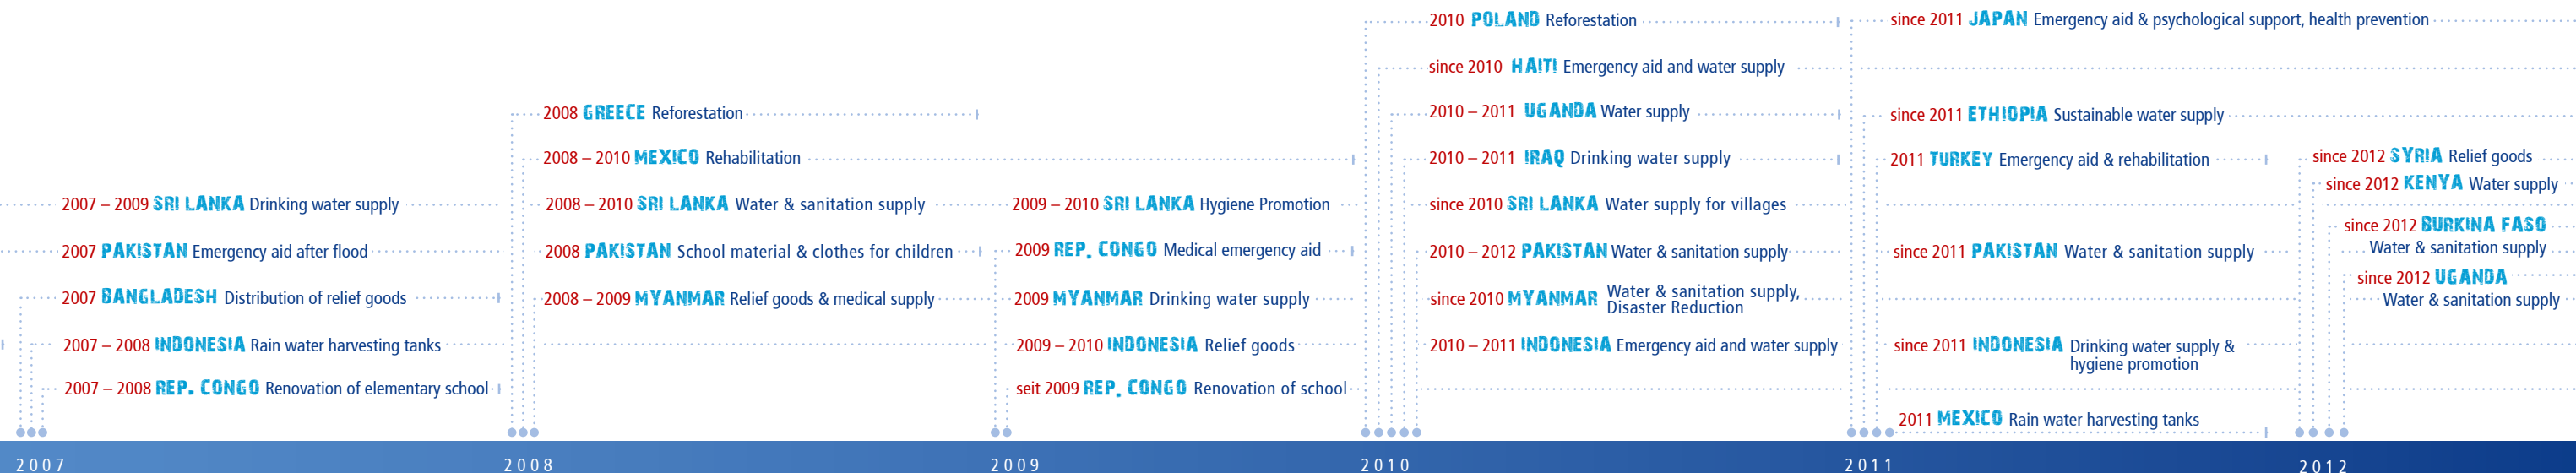 2007 – 2009 SRI LANKA Drinking water supply
2007 PAKISTAN Emergency aid after flood
2007 BANGLADESH Distribution of relief goods
2007 – 2008 INDONESIA Rain water harvesting tanks
2007 – 2008 REP. CONGO Renovation of elementary school
2008 GREECE Reforestation
2008 – 2010 MEXICO Rehabilitation
2008 – 2010 SRI LANKA Water & sanitation supply
2008 PAKISTAN School material & clothes for children
2008 – 2009 MYANMAR Relief goods & medical supply
2009 – 2010 SRI LANKA Hygiene Promotion
2009 REP. CONGO Medical emergency aid
2009 MYANMAR Drinking water supply
2009 – 2010 INDONESIA Relief goods
seit 2009 REP. CONGO Renovation of school
2010 POLAND Reforestation
since 2010 HAITI Emergency aid and water supply
2010 – 2011 UGANDA Water supply
2010 – 2011 IRAQ Drinking water supply
since 2010 SRI LANKA Water supply for villages
2010 – 2012 PAKISTAN Water & sanitation supply
since 2010 MYANMAR Water & sanitation supply,
Disaster Reduction
2010 – 2011 INDONESIA Emergency aid and water supply
since 2011 JAPAN Emergency aid & psychological support, health prevention
since 2011 ETHIOPIA Sustainable water supply
2011 TURKEY Emergency aid & rehabilitation
since 2011 PAKISTAN Water & sanitation supply
since 2011 INDONESIA Drinking water supply &
hygiene promotion
2011 MEXICO Rain water harvesting tanks
since 2012 SYRIA Relief goods
since 2012 KENYA Water supply
since 2012 BURKINA FASO
Water & sanitation supply
since 2012 UGANDA
Water & sanitation supply
2007 2008 2009 2010 2011 2012